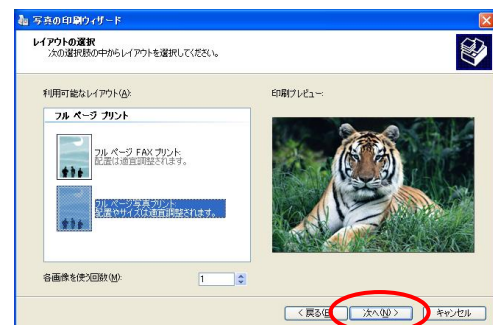 写真の印刷ウィザード
レイアウトの選択
次の選択肢の中からレイアウトを選択してください。
利用可能なレイアウト(A):
印刷プレビュー:
フル ページ プリント
フル ページ FAX プリント:
配置は適宜調整されます。
フル ページ写真プリント:
配置やサイズは適宜調整されます。
各画像を使う回数(M):
1
< 戻る(B)
次へ(N) >
キャンセル